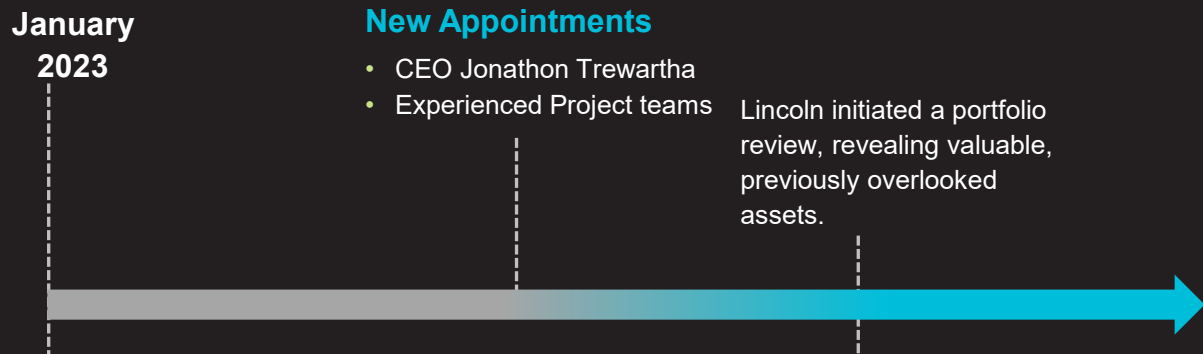 January
2023
New Appointments
• CEO Jonathon Trewartha
• Experienced Project teams
Lincoln initiated a portfolio
review, revealing valuable,
previously overlooked
assets.